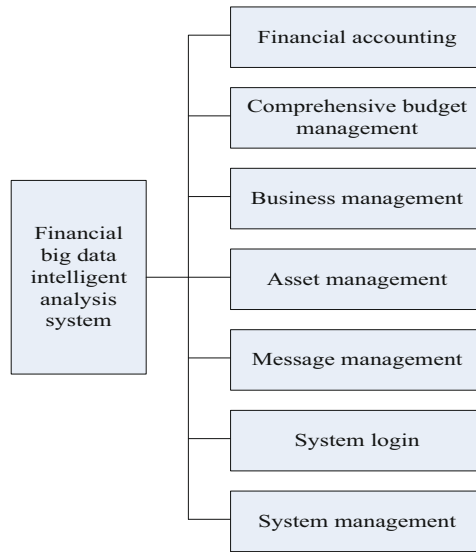 Financial
big data
intelligent
analysis
system
Financial accounting
Comprehensive budget
management
Business management
Asset management
Message management
System login
System management